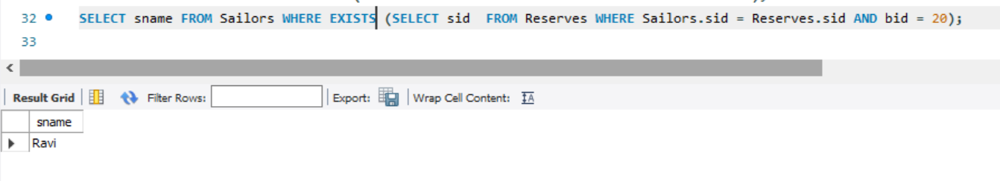 32 SELECT sname FROM Sailors WHERE EXISTS (SELECT sid  FROM Reserves WHERE Sailors.sid = Reserves.sid AND bid = 20);
33
Result Grid Filter Rows: Export: Wrap Cell Content: IA
sname
Ravi